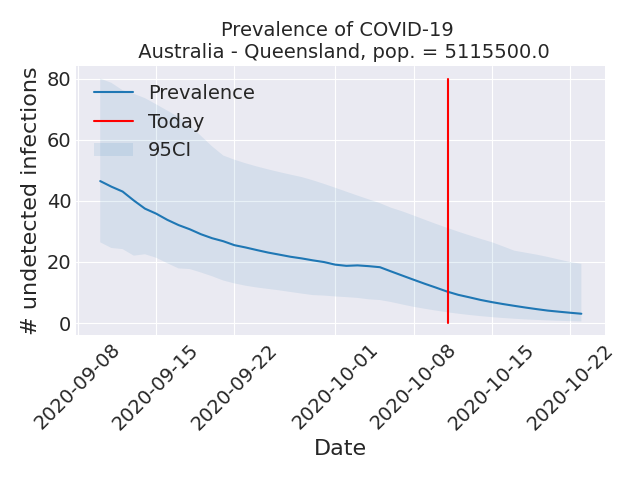 Prevalence of COVID-19
Australia - Queensland, pop. = 5115500.0
# undetected infections
80
60
40
20
0
Prevalence
Today
95CI
2020-09-08
2020-09-15
2020-09-22
2020-10-01
2020-10-08
2020-10-15
2020-10-22
Date